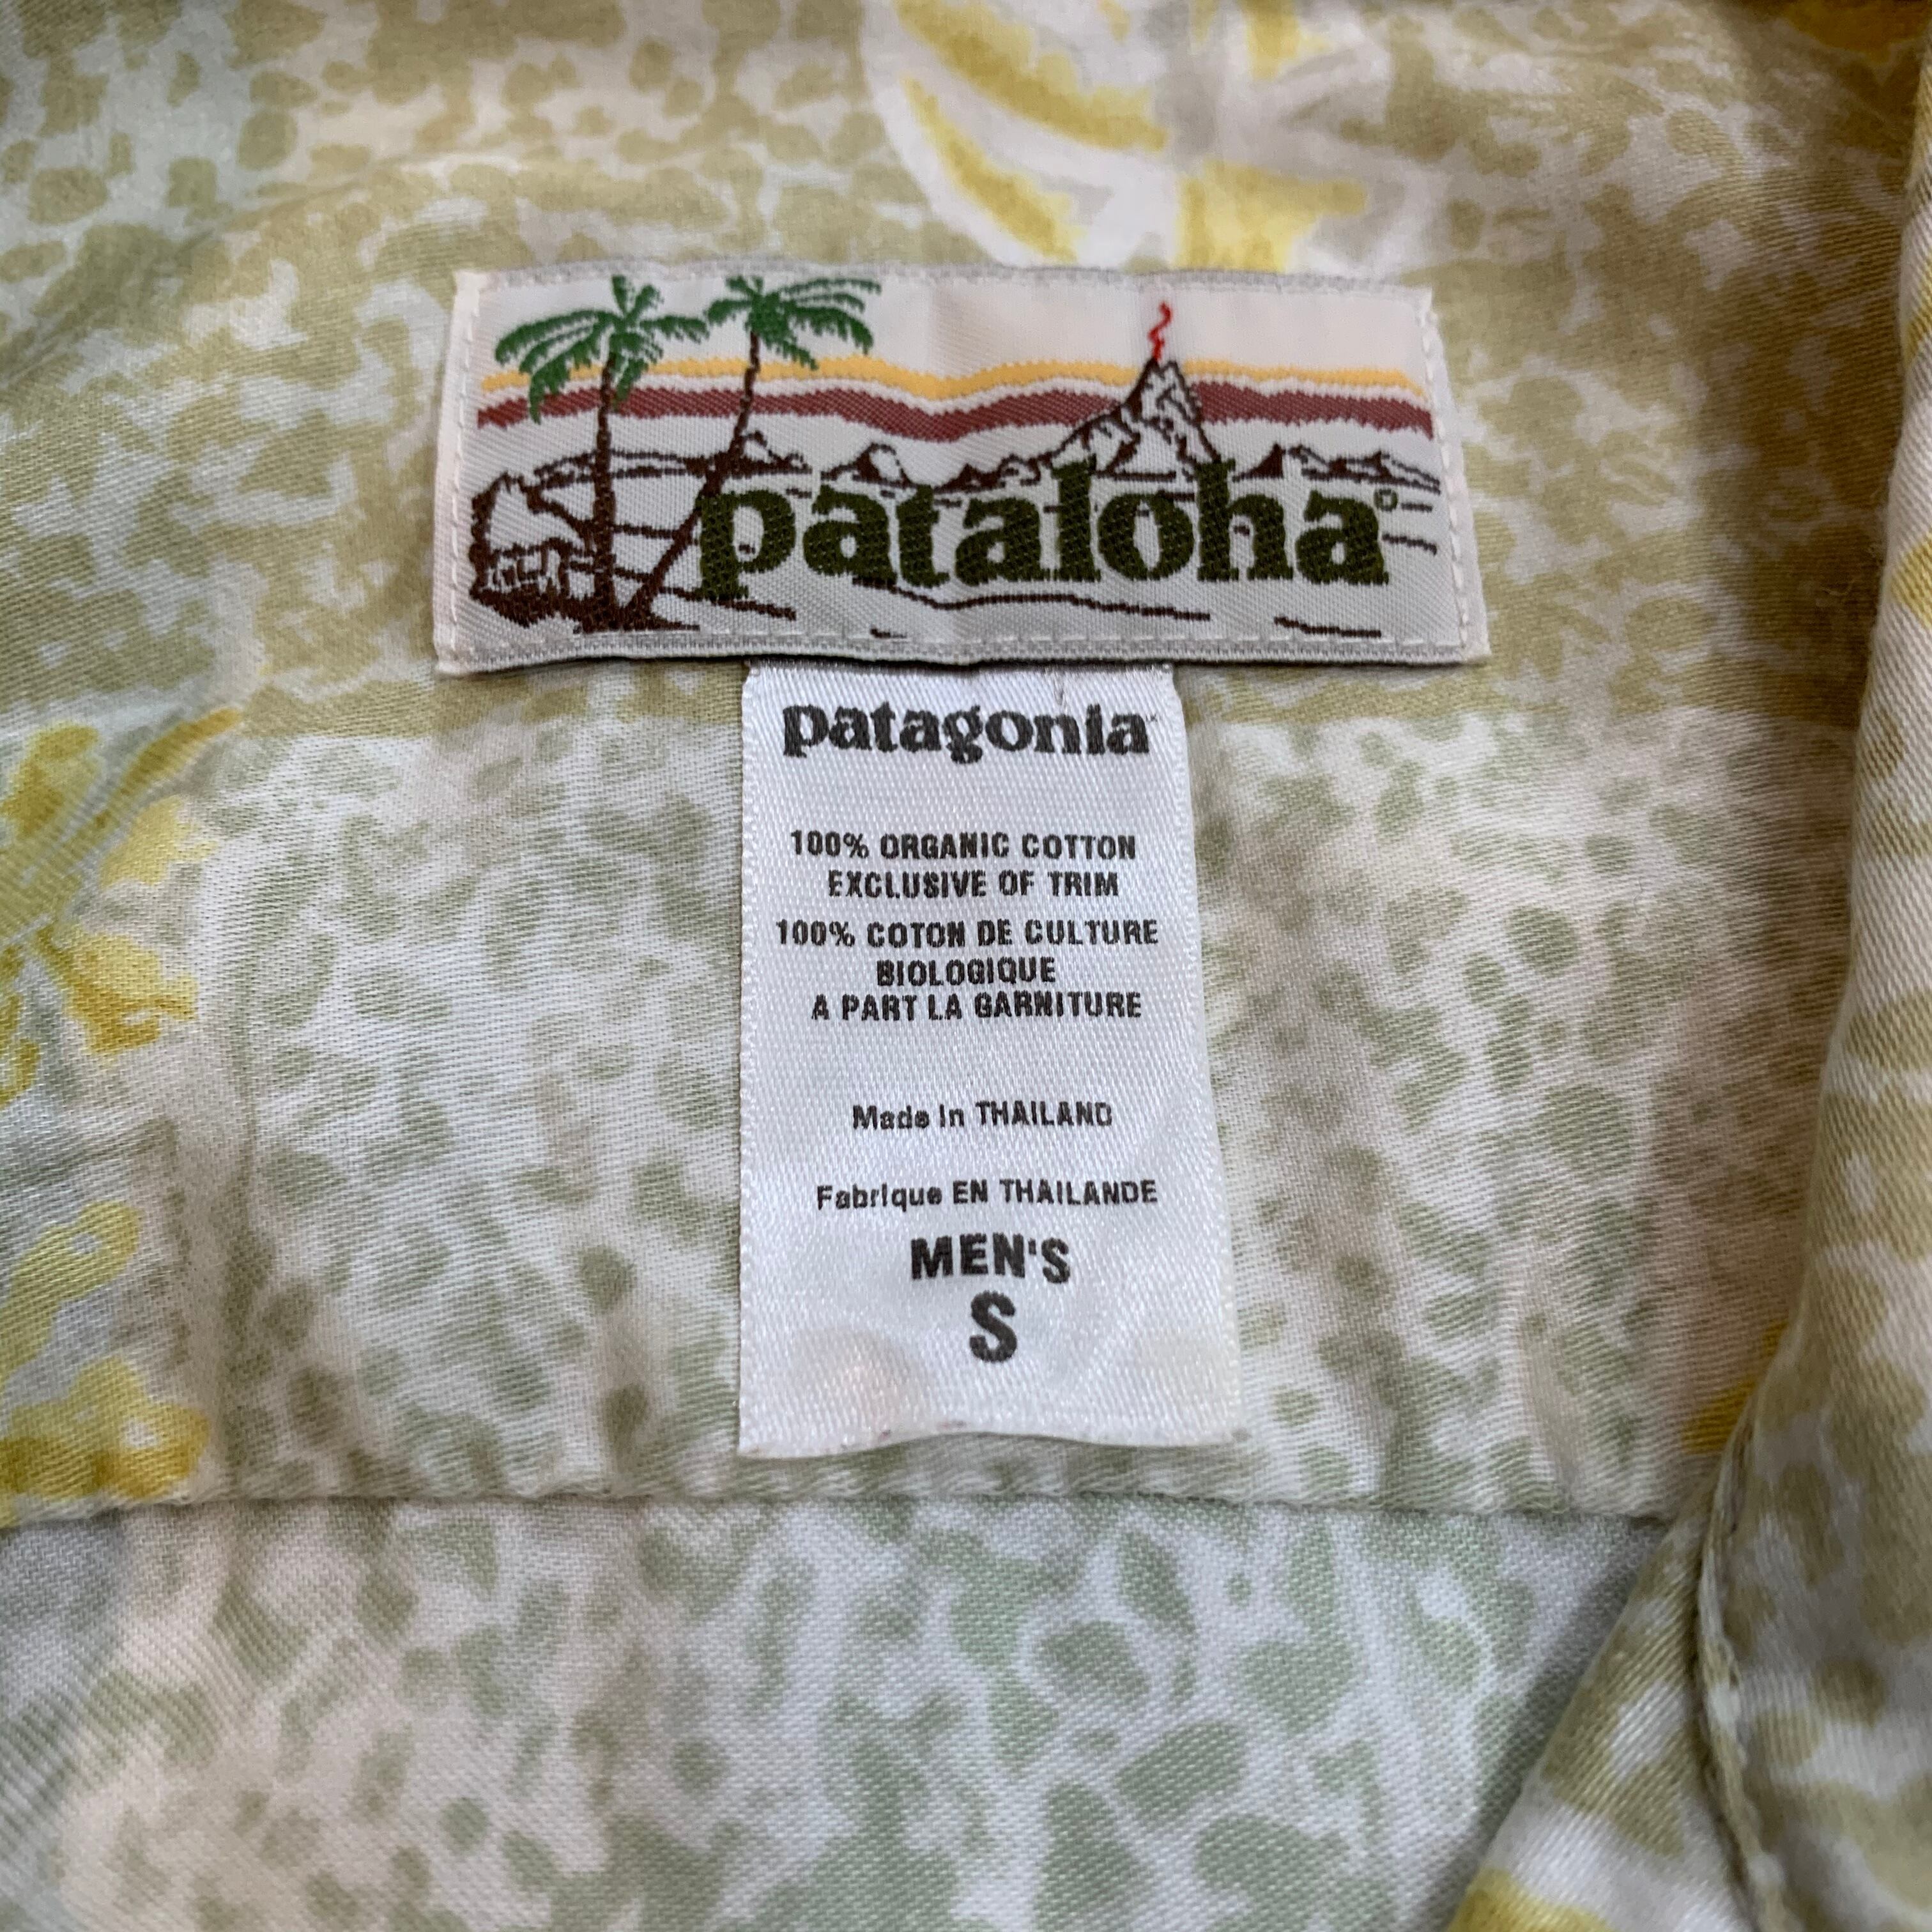 pataloha
patagonia
100% ORGANIC COTTON
EXCLUSIVE OF TRIM
100% COTON DE CULTURE
BIOLOGIQUE
A PART LA GARNITURE
Made In THAILAND
Fabrique EN THAILANDE
MEN'S
S